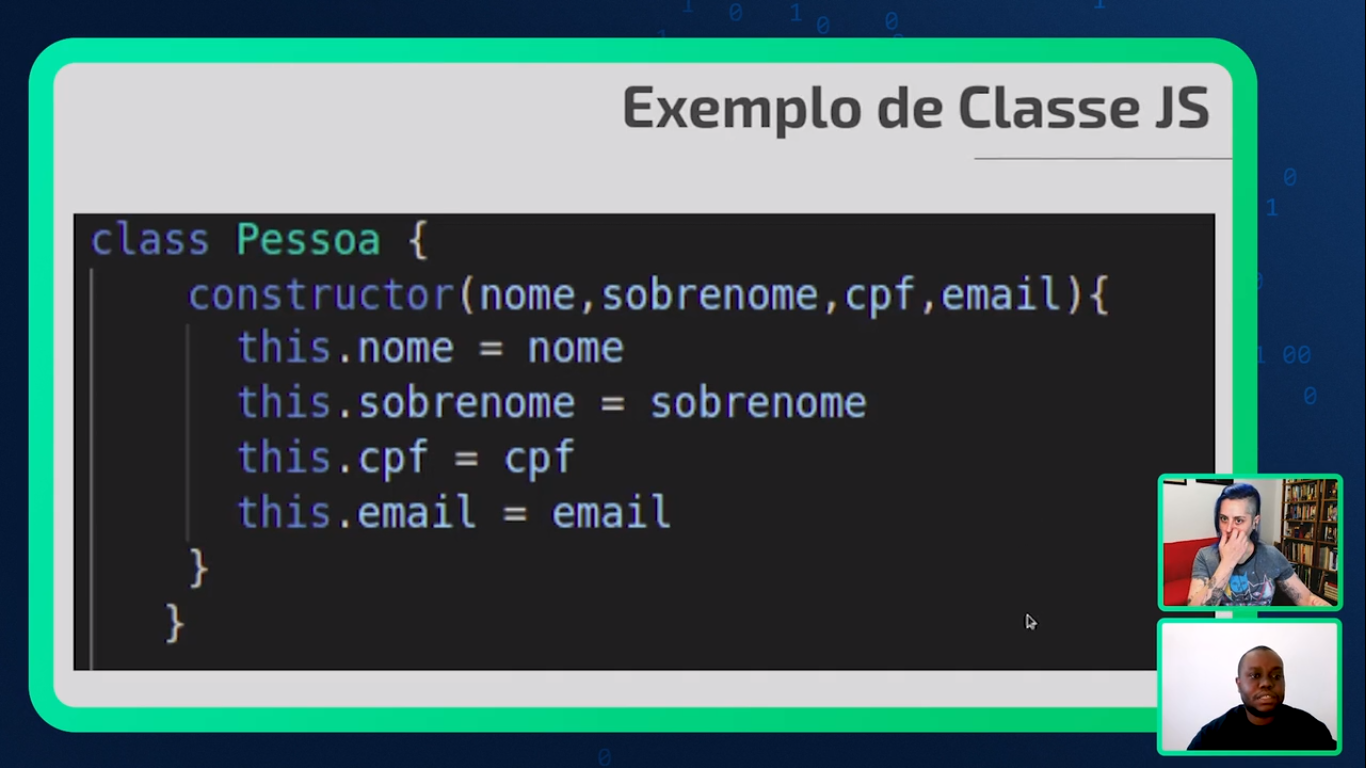 Exemplo de Classe JS
class Pessoa {
constructor(nome,sobrenome,cpf,email){
this.nome = nome
this.sobrenome = sobrenome
this.cpf = cpf
this.email = email
}
}